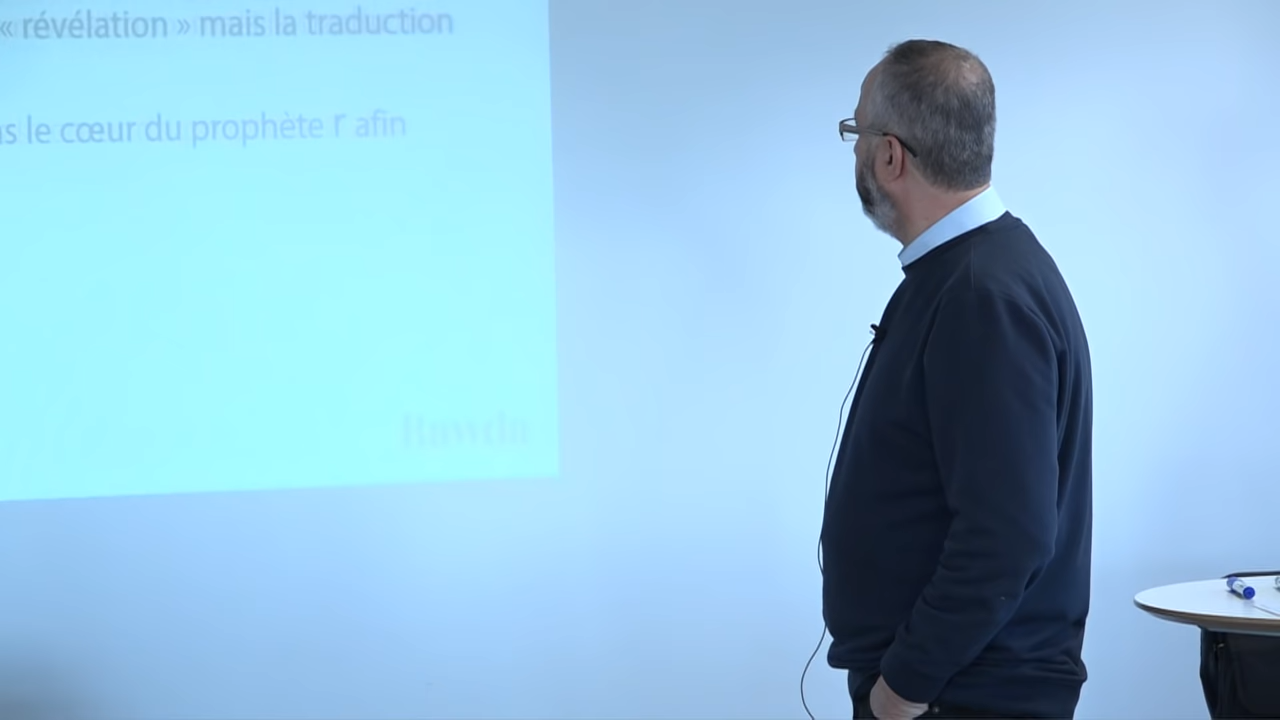 « révélation » mais la traduction
le cœur du prophète r afin